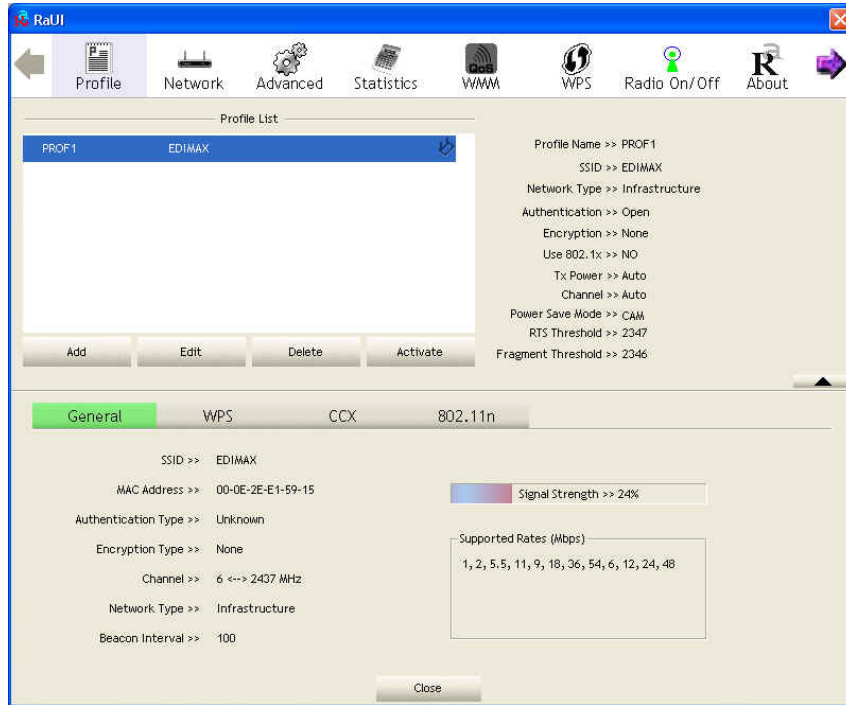 RaUI
Profile Network Advanced Statistics QoS WMM WPS Radio On/Off About
Profile List
PROF1 EDIMAX
Add Edit Delete Activate
Profile Name >> PROF1
SSID >> EDIMAX
Network Type >> Infrastructure
Authentication >> Open
Encryption >> None
Use 802.1x >> NO
Tx Power >> Auto
Channel >> Auto
Power Save Mode >> CAM
RTS Threshold >> 2347
Fragment Threshold >> 2346
General WPS CCX 802.11n
SSID >> EDIMAX
MAC Address >> 00-0E-2E-E1-59-15
Authentication Type >> Unknown
Encryption Type >> None
Channel >> 6 <--> 2437 MHz
Network Type >> Infrastructure
Beacon Interval >> 100
Signal Strength >> 24%
Supported Rates (Mbps)
1, 2, 5.5, 11, 9, 18, 36, 54, 6, 12, 24, 48
Close